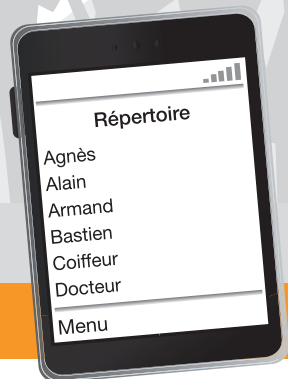 Répertoire
Agnès
Alain
Armand
Bastien
Coiffeur
Docteur
Menu